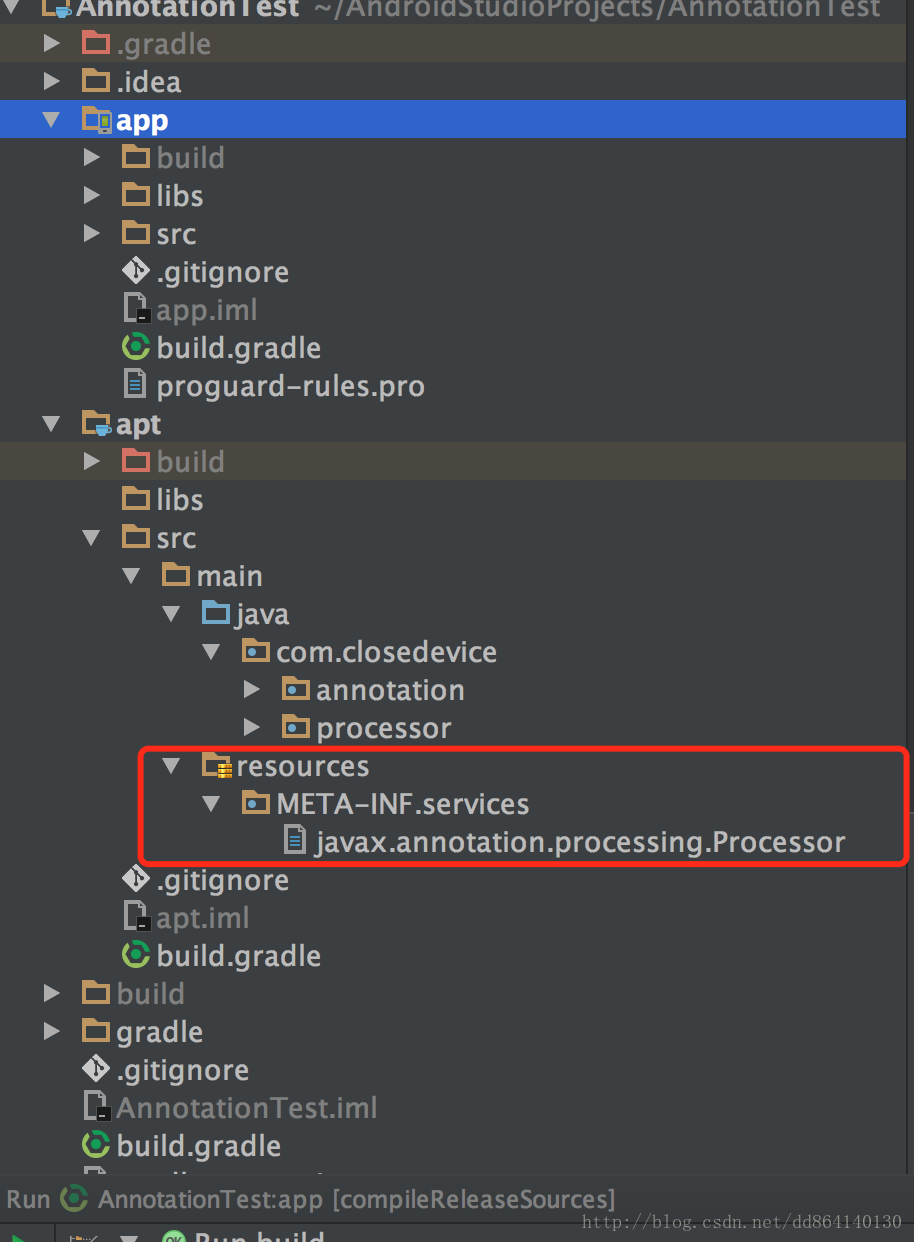 AnnotationTest ~/AndroidStudioProjects/AnnotationTest
.gradle
.idea
app
build
libs
src
.gitignore
app.iml
build.gradle
proguard-rules.pro
apt
build
libs
src
main
java
com.closedevice
annotation
processor
resources
META-INF.services
javax.annotation.processing.Processor
.gitignore
apt.iml
build.gradle
build
gradle
.gitignore
AnnotationTest.iml
build.gradle
Run AnnotationTest:app [compileReleaseSources]
http://blog.csdn.net/dd864140130
OK Run build